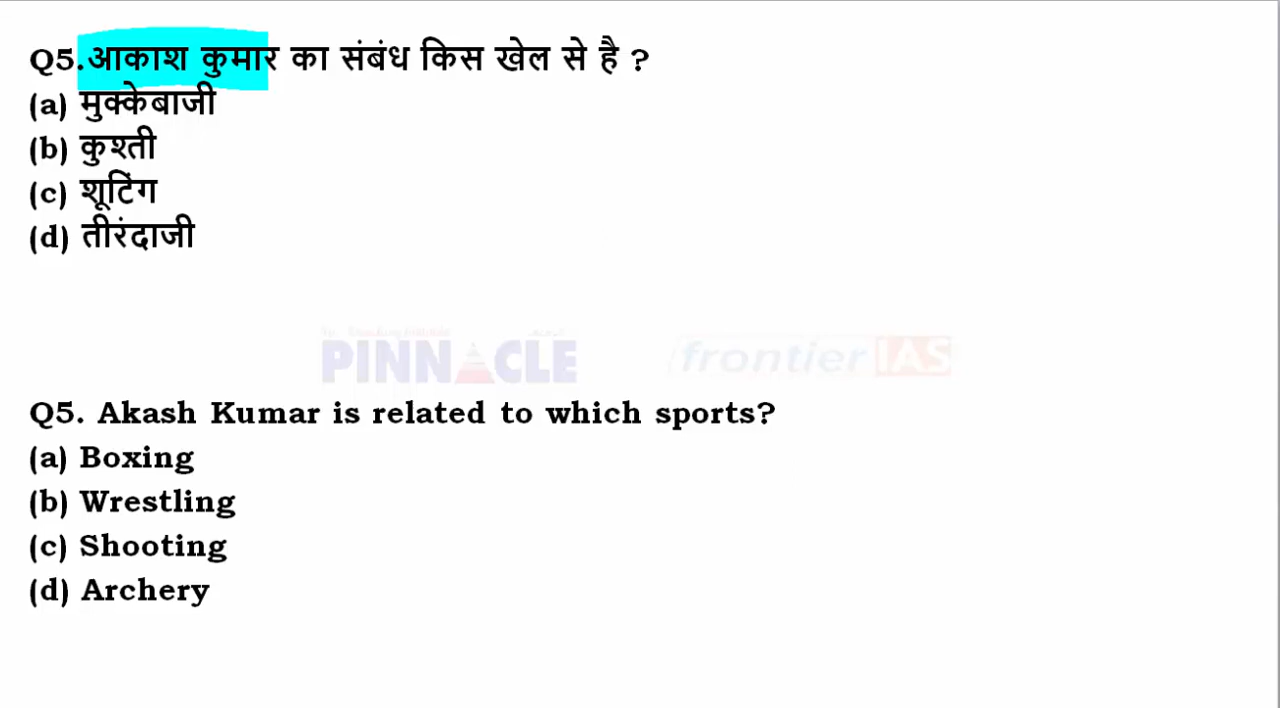 Q5.आकाश कुमार का संबंध किस खेल से है ?
(a) मुक्केबाजी
(b) कुश्ती
(c) शूटिंग
(d) तीरंदाजी
PINNACLE frontier IAS
Q5. Akash Kumar is related to which sports?
(a) Boxing
(b) Wrestling
(c) Shooting
(d) Archery